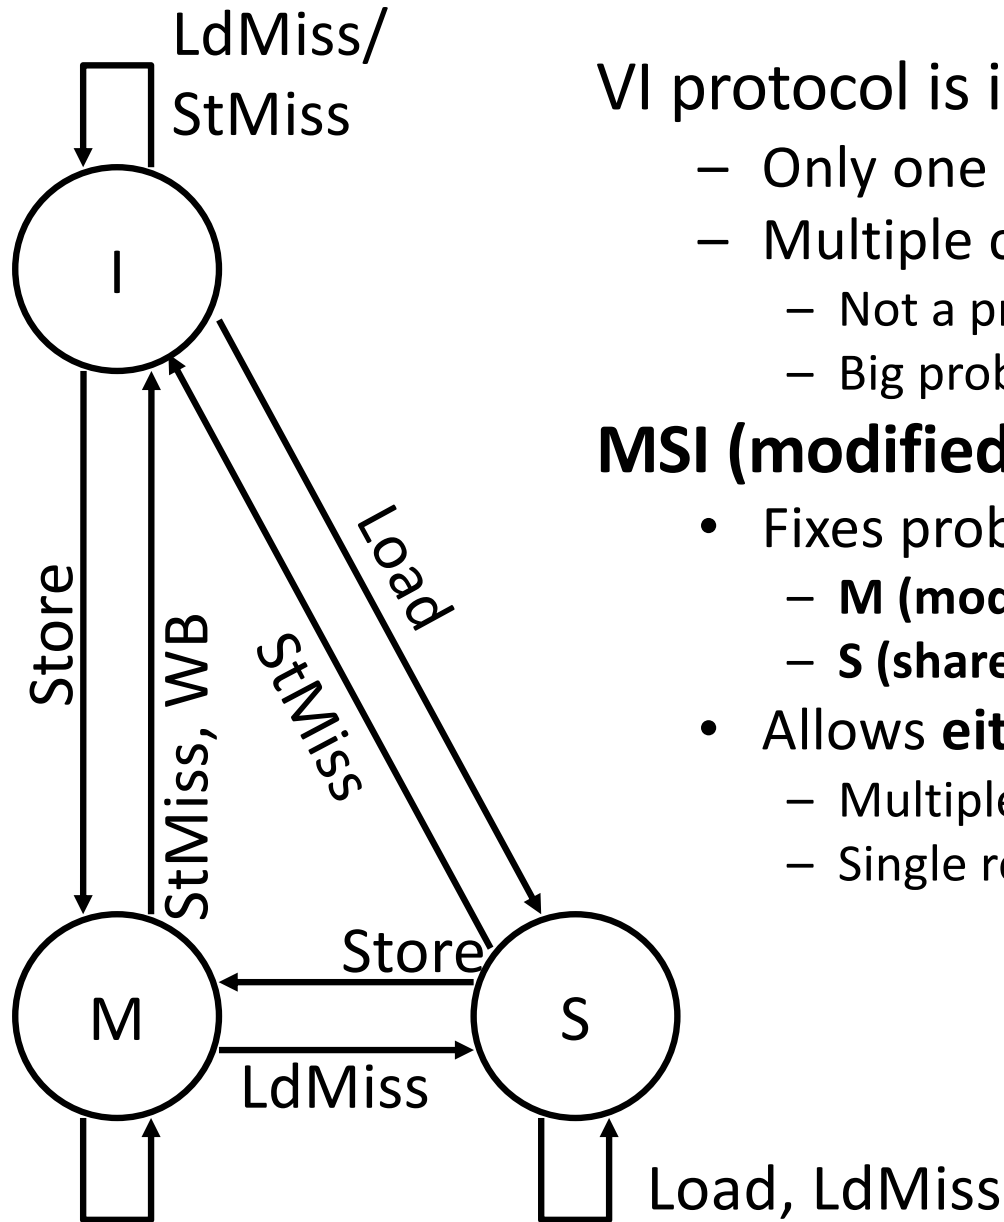 LdMiss/
StMiss
I
Store
StMiss, WB
Load
StMiss
Store
M
S
LdMiss
Load, LdMiss
VI protocol is i
– Only one
– Multiple
– Not a p
– Big prob
MSI (modified
• Fixes prob
– M (mod
– S (share
• Allows eit
– Multiple
– Single re